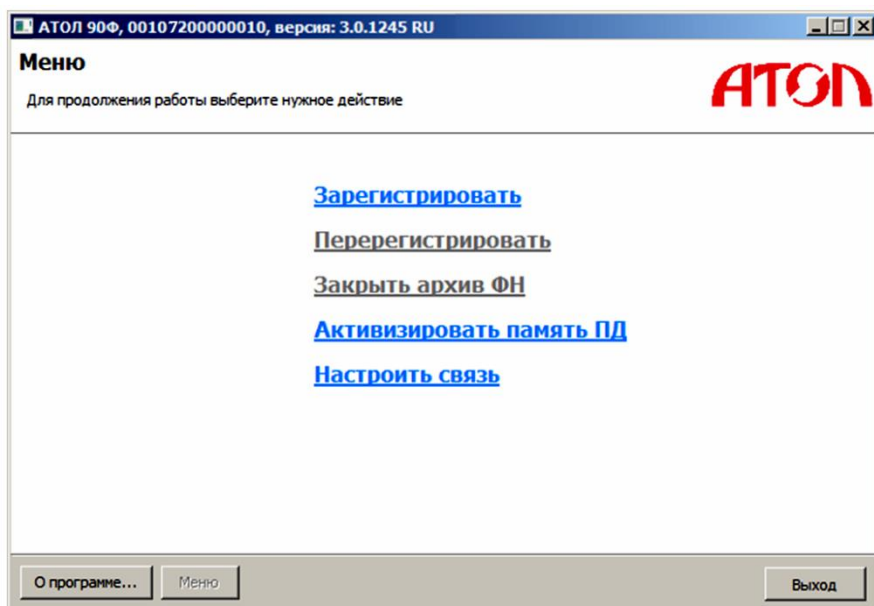 АТОЛ 90Ф, 00107200000010, версия: 3.0.1245 RU
Меню
Для продолжения работы выберите нужное действие
АТОЛ
Зарегистрировать
Перерегистрировать
Закрыть архив ФН
Активизировать память ПД
Настроить связь
О программе... Меню Выход